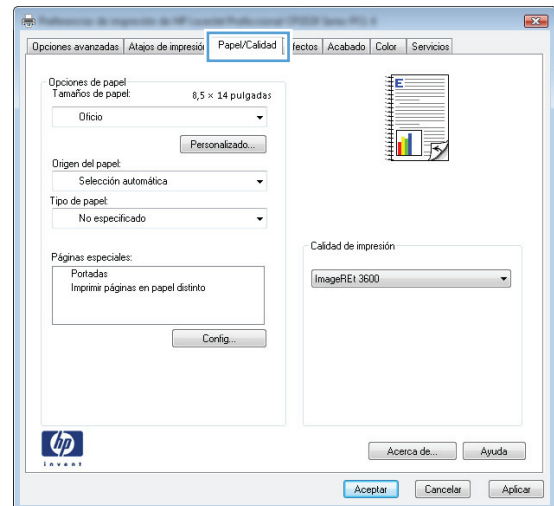 Opciones avanzadas Atajos de impresión Papel/Calidad fectos Acabado Color Servicios
Opciones de papel
Tamaños de papel: 8,5 × 14 pulgadas
Oficio
Personalizado...
Origen del papel:
Selección automática
Tipo de papel:
No especificado
Páginas especiales:
Portadas
Imprimir páginas en papel distinto
Config...
E
Calidad de impresión
ImageREt 3600
hp
invent
Acerca de... Ayuda
Aceptar Cancelar Aplicar